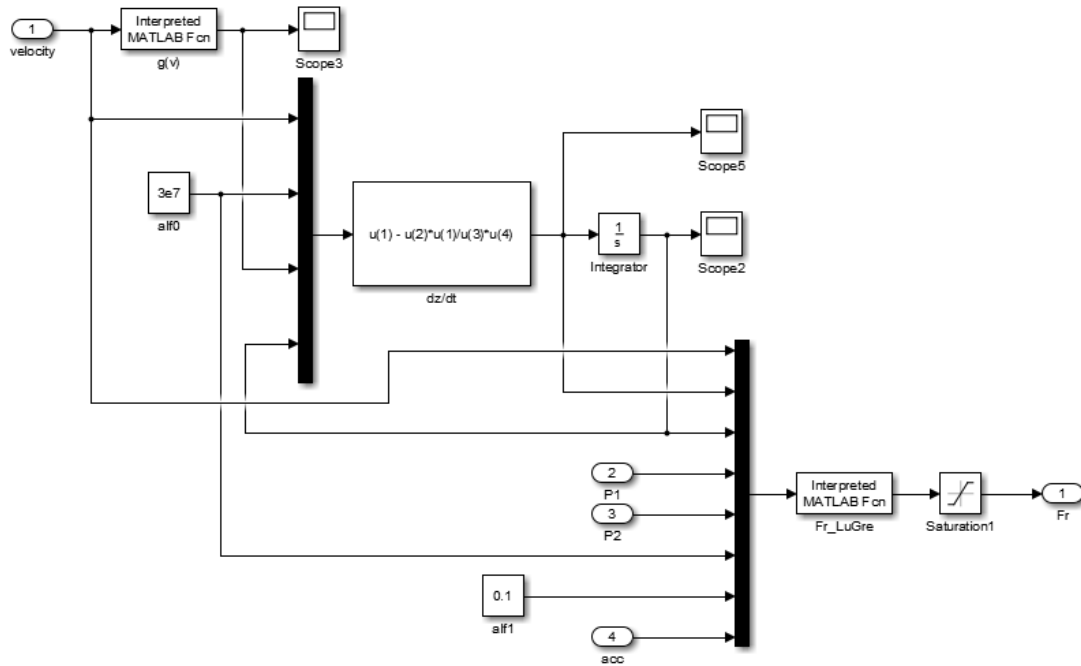 1
velocity
Interpreted
MATLAB Fcn
g(v)
Scope3
3e7
alf0
u(1) - u(2)*u(1)/u(3)*u(4)
dz/dt
1
s
Integrator
Scope5
Scope2
2
P1
3
P2
0.1
alf1
4
acc
Interpreted
MATLAB Fcn
Fr_LuGre
Saturation1
1
Fr